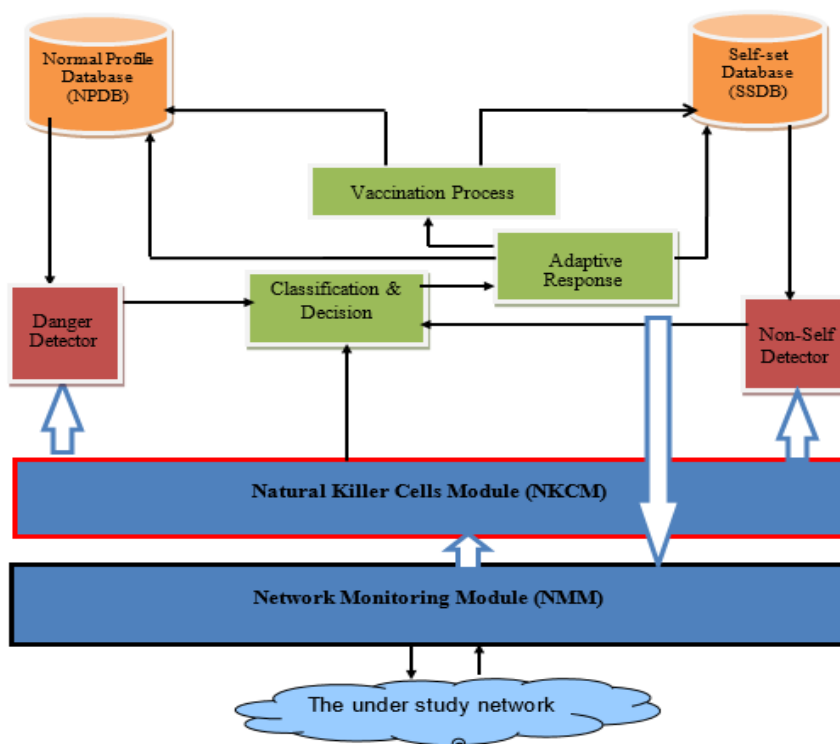 Normal Profile
Database
(NPDB)
Self-set
Database
(SSDB)
Vaccination Process
Adaptive
Response
Classification &
Decision
Danger
Detector
Non-Self
Detector
Natural Killer Cells Module (NKCM)
Network Monitoring Module (NMM)
The under study network